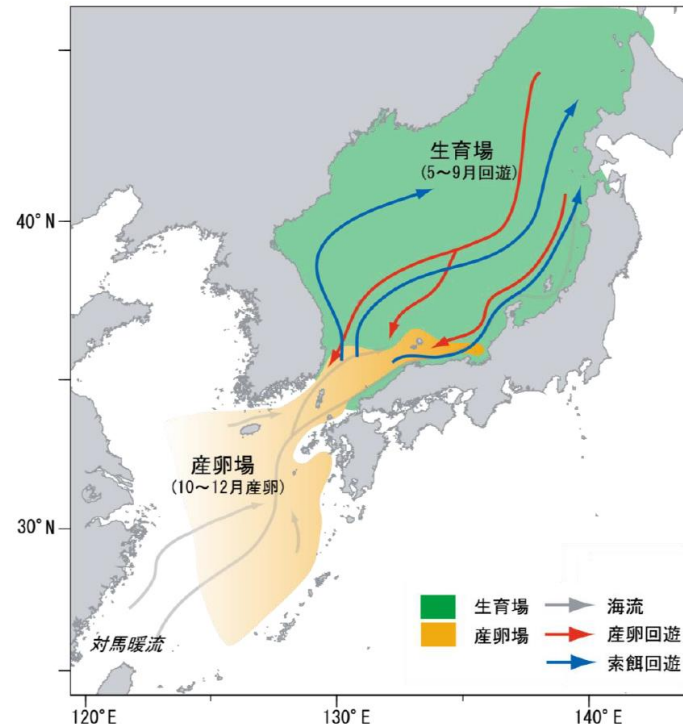 生育場
(5～9月回遊)
40°N
産卵場
(10～12月産卵)
30°N
対馬暖流
生育場
海流
産卵場
産卵回遊
索餌回遊
120°E
130°E
140°E